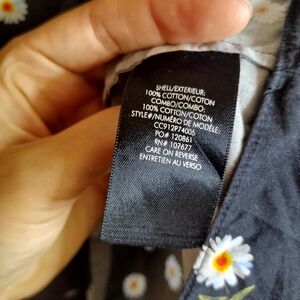 SHELL/EXTERIEUR:
100% COTTON/COTON
COMBO/COMBO:
100% COTTON/COTON
STYLE#/NUMÉRO DE MODÈLE:
CC912P74005
PO# 120861
RN# 107677
CARE ON REVERSE
ENTRETIEN AU VERSO